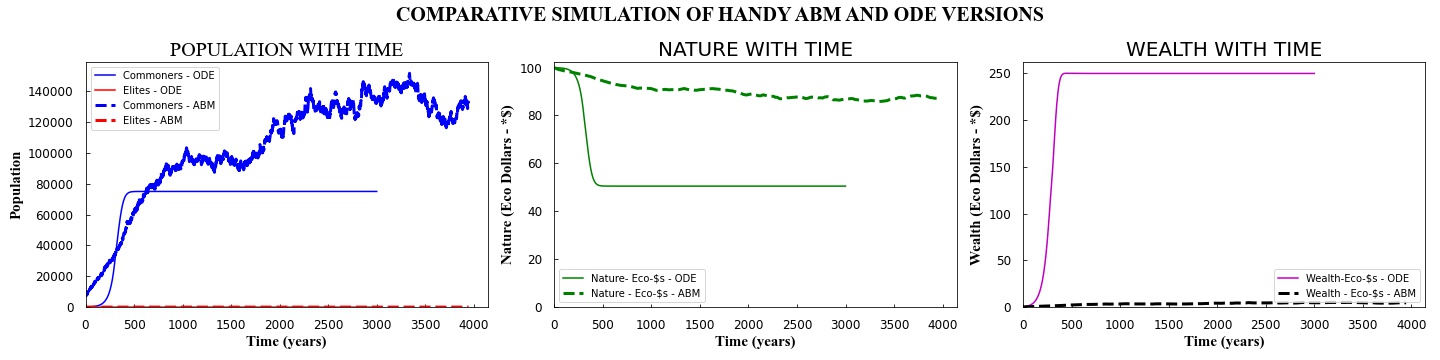 COMPARATIVE SIMULATION OF HANDY ABM AND ODE VERSIONS
POPULATION WITH TIME
Commoners - ODE
Elites - ODE
Commoners - ABM
Elites - ABM
Population
140000
120000
100000
80000
60000
40000
20000
0
0 500 1000 1500 2000 2500 3000 3500 4000
Time (years)
NATURE WITH TIME
Nature (Eco Dollars - *$)
100
80
60
40
20
0
Nature- Eco-$s - ODE
Nature - Eco-$s - ABM
0 500 1000 1500 2000 2500 3000 3500 4000
Time (years)
WEALTH WITH TIME
Wealth (Eco Dollars - *$)
250
200
150
100
50
0
Wealth-Eco-$s - ODE
Wealth - Eco-$s - ABM
0 500 1000 1500 2000 2500 3000 3500 4000
Time (years)